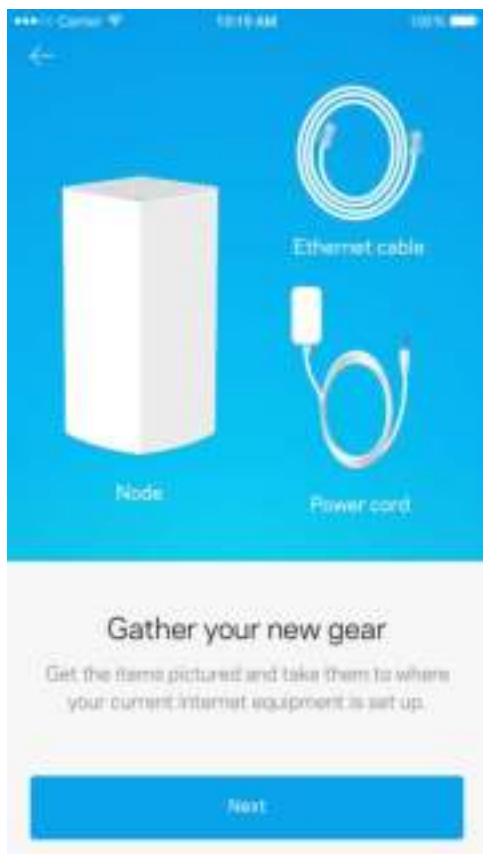 Carrier 10:19 AM 100%
Ethernet cable
Node
Power cord
Gather your new gear
Get the items pictured and take them to where
your current Internet equipment is set up.
Next